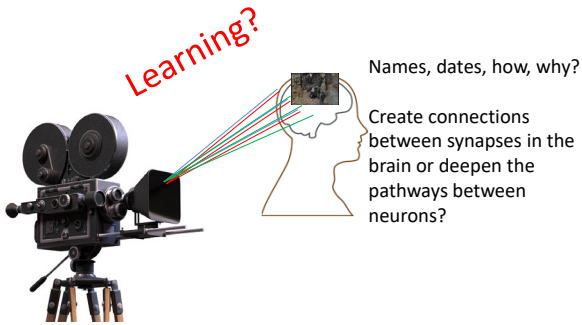 Learning?
Names, dates, how, why?
Create connections
between synapses in the
brain or deepen the
pathways between
neurons?